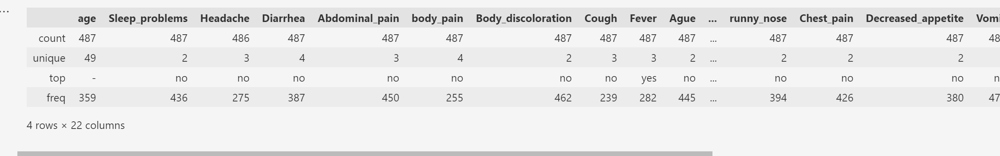 ...
age Sleep_problems Headache Diarrhea Abdominal_pain body_pain Body_discoloration Cough Fever Ague ... runny_nose Chest_pain Decreased_appetite Vomi
count 487 487 486 487 487 487 487 487 487 487 ... 487 487 487 48
unique 49 2 3 4 3 4 2 3 3 2 ... 2 2 2
top - no no no no no no no yes no ... no no no n
freq 359 436 275 387 450 255 462 239 282 445 ... 394 426 380 47
4 rows × 22 columns